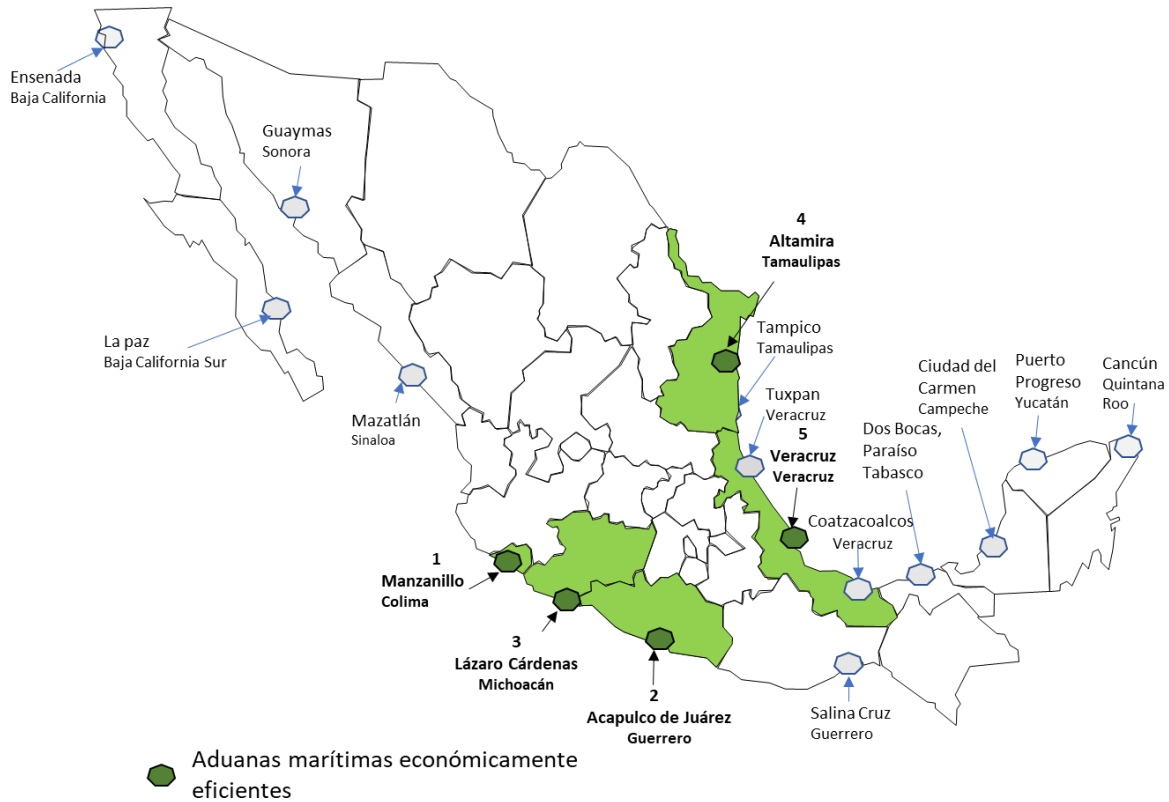 Ensenada
Baja California
Guaymas
Sonora
4
Altamira
Tamaulipas
La paz
Baja California Sur
Tampico
Tamaulipas
Mazatlán
Sinaloa
Tuxpan
Veracruz
5
Veracruz
Veracruz
Ciudad del
Carmen
Campeche
Puerto
Progreso
Yucatán
Cancún
Quintana
Roo
Dos Bocas,
Paraíso
Tabasco
Coatzacoalcos
Veracruz
1
Manzanillo
Colima
3
Lázaro Cárdenas
Michoacán
2
Acapulco de Juárez
Guerrero
Salina Cruz
Guerrero
Aduanas marítimas económicamente
eficientes